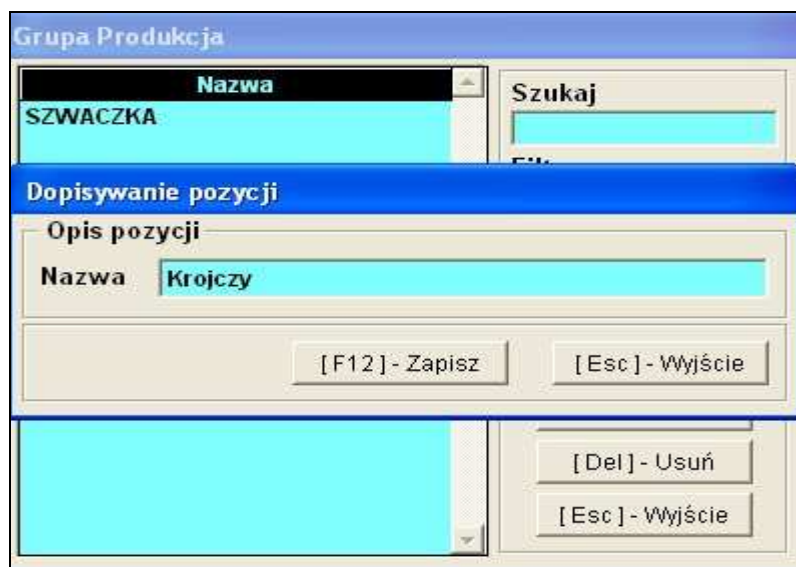 Grupa Produkcja
Nazwa
SZWACZKA
Szukaj
Dopisywanie pozycji
Opis pozycji
Nazwa Krojczy
[ F12 ] - Zapisz [ Esc ] - Wyjście
[ Del ] - Usuń
[ Esc ] - Wyjście